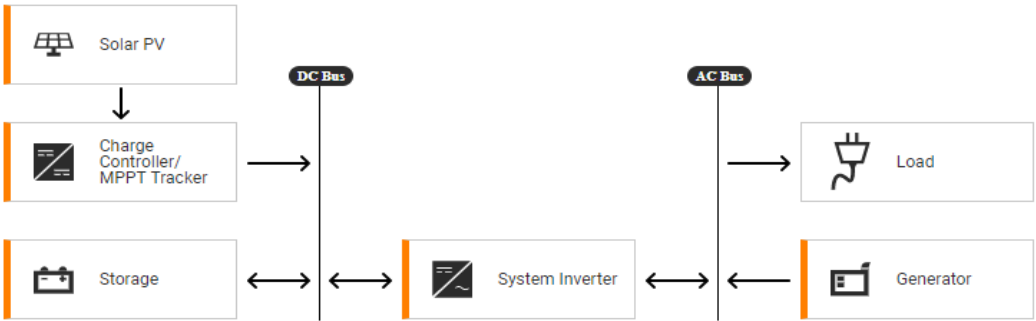 Solar PV
DC Bus
AC Bus
Charge
Controller/
MPPT Tracker
Load
Storage
System Inverter
Generator